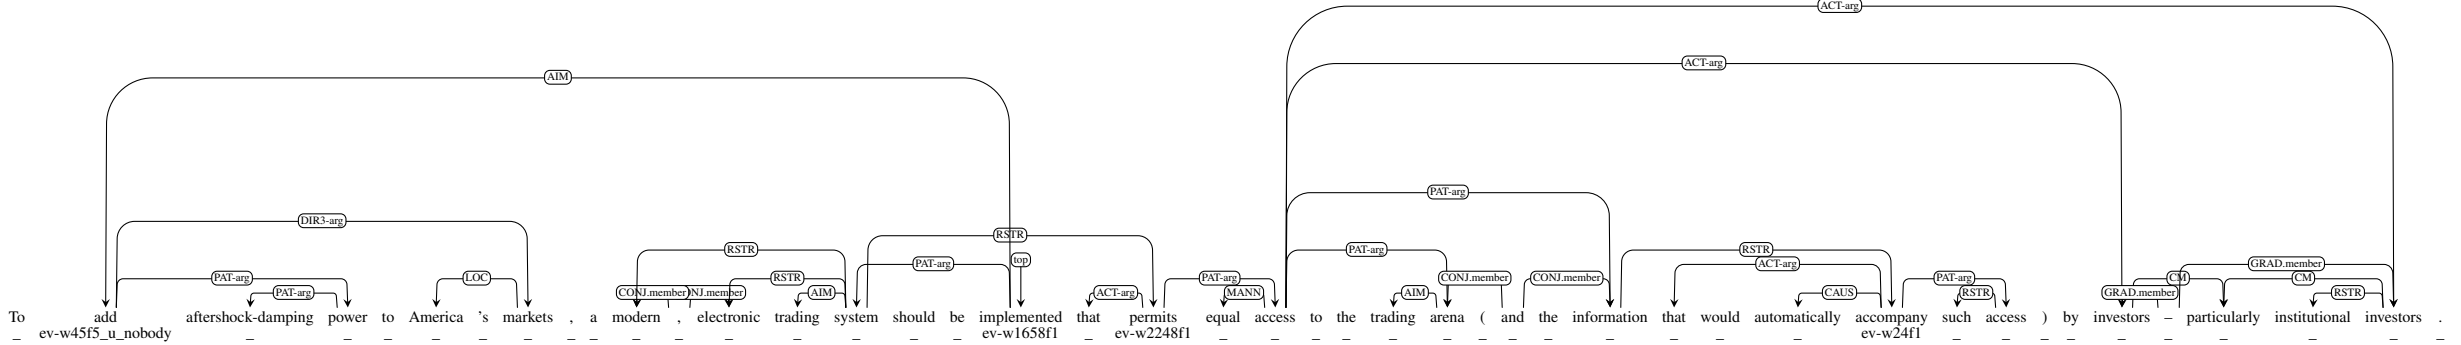 ACT-arg
ACT-arg
AIM
PAT-arg
DIR3-arg
RSTR
RSTR PAT-arg RSTR
PAT-arg top ACT-arg GRAD.member
PAT-arg LOC RSTR PAT-arg CONJ.member CONJ.member PAT-arg CM CM
PAT-arg CONJ.member NJ.member AIM ACT-arg MANN AIM CAUS RSTR GRAD.member RSTR
To add aftershock-damping power to America 's markets , a modern , electronic trading system should be implemented that permits equal access to the trading arena ( and the information that would automatically accompany such access ) by investors – particularly institutional investors .
_ ev-w45f5_u_nobody _ _ _ _ _ _ _ _ _ _ _ _ _ _ _ ev-w1658f1 _ ev-w2248f1 _ _ _ _ _ _ _ _ _ _ _ _ _ ev-w24f1 _ _ _ _ _ _ _ _ _ _